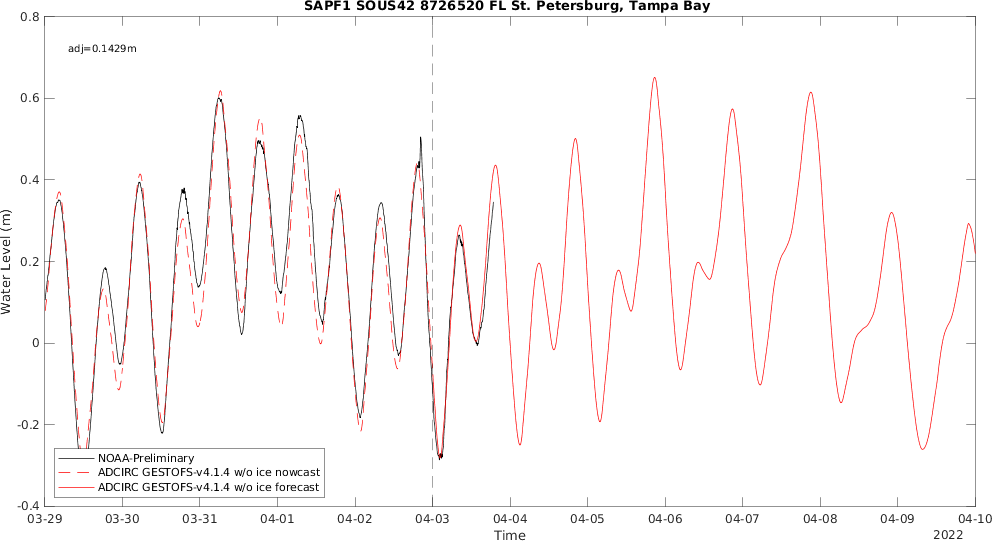 SAPF1 SOUS42 8726520 FL St. Petersburg, Tampa Bay
adj=0.1429m
Water Level (m)
0.8
0.6
0.4
0.2
0
-0.2
-0.4
NOAA-Preliminary
ADCIRC GESTOFS-v4.1.4 w/o ice nowcast
ADCIRC GESTOFS-v4.1.4 w/o ice forecast
03-29 03-30 03-31 04-01 04-02 04-03 04-04 04-05 04-06 04-07 04-08 04-09 04-10
Time
2022